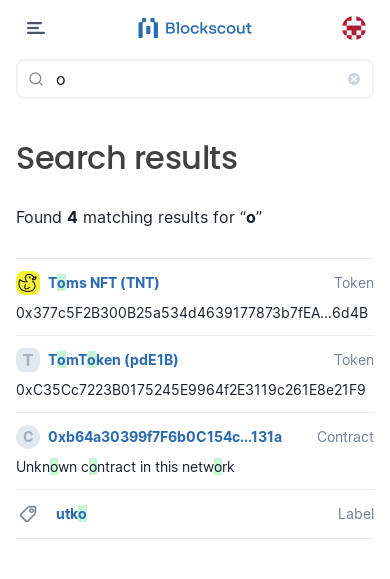 Blockscout
o
Search results
Found 4 matching results for “o”
Toms NFT (TNT) Token
0x377c5F2B300B25a534d4639177873b7fEA...6d4B
T TomToken (pdE1B) Token
0xC35Cc7223B0175245E9964f2E3119c261E8e21F9
C 0xb64a30399f7F6b0C154c...131a Contract
Unknown contract in this network
utko Label